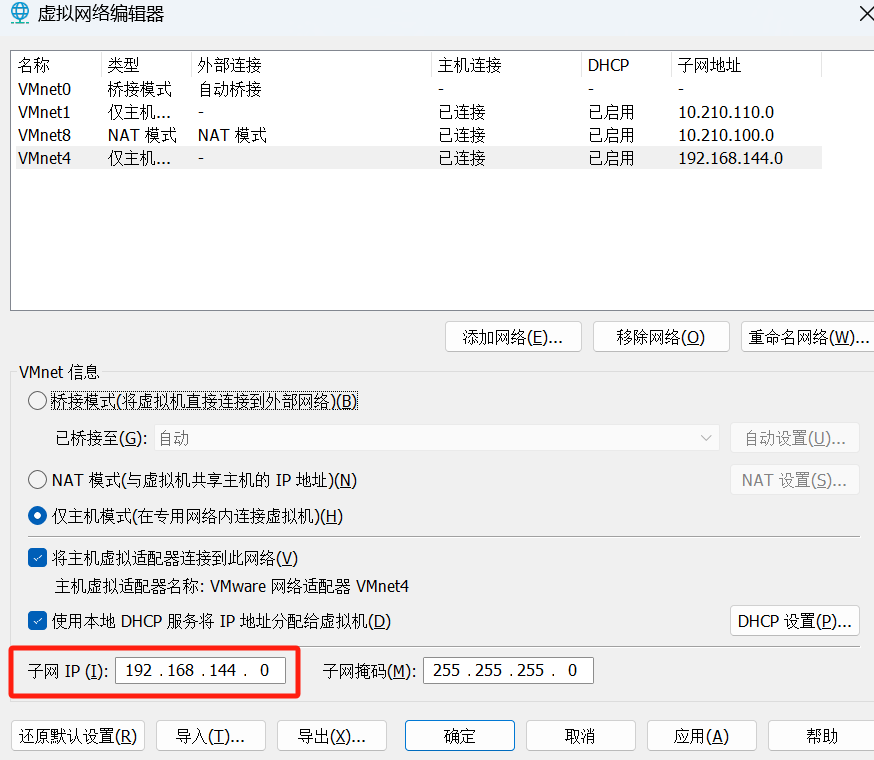 虚拟网络编辑器
名称 类型 外部连接 主机连接 DHCP 子网地址
VMnet0 桥接模式 自动桥接 - - -
VMnet1 仅主机... - 已连接 已启用 10.210.110.0
VMnet8 NAT 模式 NAT 模式 已连接 已启用 10.210.100.0
VMnet4 仅主机... - 已连接 已启用 192.168.144.0
添加网络(E)... 移除网络(O) 重命名网络(W)...
VMnet 信息
桥接模式(将虚拟机直接连接到外部网络)(B)
已桥接至(G): 自动 自动设置(U)...
NAT 模式(与虚拟机共享主机的 IP 地址)(N) NAT 设置(S)...
仅主机模式(在专用网络内连接虚拟机)(H)
将主机虚拟适配器连接到此网络(V)
主机虚拟适配器名称: VMware 网络适配器 VMnet4
使用本地 DHCP 服务将 IP 地址分配给虚拟机(D) DHCP 设置(P)...
子网 IP (I): 192 . 168 . 144 . 0 子网掩码(M): 255 . 255 . 255 . 0
还原默认设置(R) 导入(T)... 导出(X)... 确定 取消 应用(A) 帮助